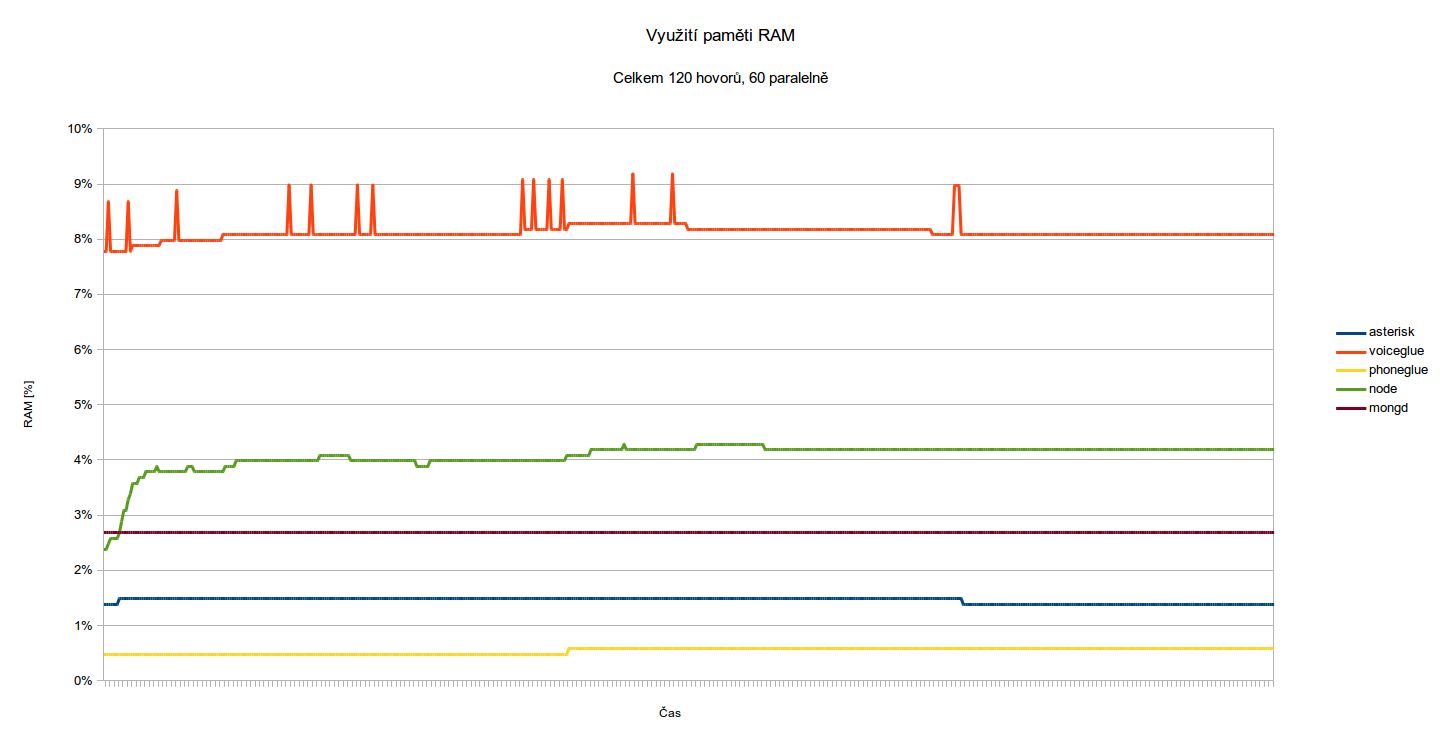 Využití paměti RAM
Celkem 120 hovorů, 60 paralelně
10%
9%
8%
7%
6%
5%
4%
3%
2%
1%
0%
RAM [%]
Čas
asterisk
voiceglue
phoneglue
node
mongd